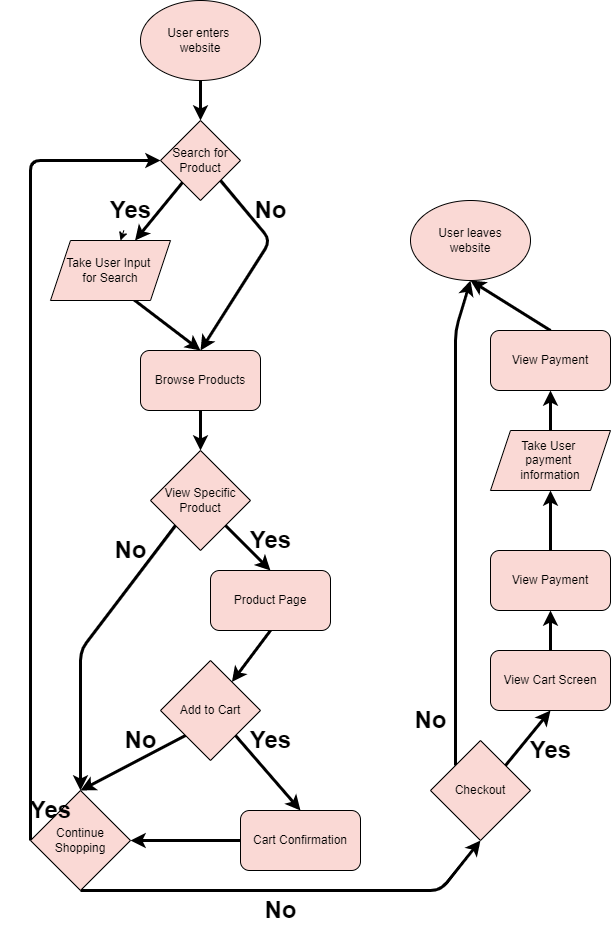 User enters
website
Search for
Product
Yes
No
Take User Input
for Search
Browse Products
View Specific
Product
No
Yes
Product Page
Add to Cart
No
Yes
Cart Confirmation
Yes
Continue
Shopping
No
Checkout
No
Yes
View Cart Screen
View Payment
Take User
payment
information
View Payment
User leaves
website